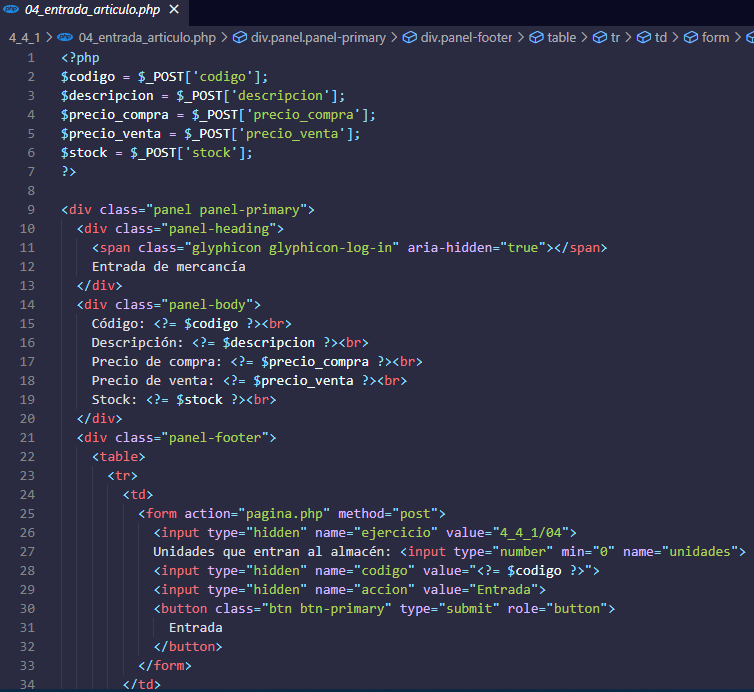 04_entrada_articulo.php ×
4_4_1 > 04_entrada_articulo.php > div.panel.panel-primary > div.panel-footer > table > tr > td > form >
1 <?php
2 $codigo = $_POST['codigo'];
3 $descripcion = $_POST['descripcion'];
4 $precio_compra = $_POST['precio_compra'];
5 $precio_venta = $_POST['precio_venta'];
6 $stock = $_POST['stock'];
7 ?>
8
9 <div class="panel panel-primary">
10 <div class="panel-heading">
11 <span class="glyphicon glyphicon-log-in" aria-hidden="true"></span>
12 Entrada de mercancía
13 </div>
14 <div class="panel-body">
15 Código: <?= $codigo ?><br>
16 Descripción: <?= $descripcion ?><br>
17 Precio de compra: <?= $precio_compra ?><br>
18 Precio de venta: <?= $precio_venta ?><br>
19 Stock: <?= $stock ?><br>
20 </div>
21 <div class="panel-footer">
22 <table>
23 <tr>
24 <td>
25 <form action="pagina.php" method="post">
26 <input type="hidden" name="ejercicio" value="4_4_1/04">
27 Unidades que entran al almacén: <input type="number" min="0" name="unidades">
28 <input type="hidden" name="codigo" value="<?= $codigo ?>">
29 <input type="hidden" name="accion" value="Entrada">
30 <button class="btn btn-primary" type="submit" role="button">
31 Entrada
32 </button>
33 </form>
34 </td>